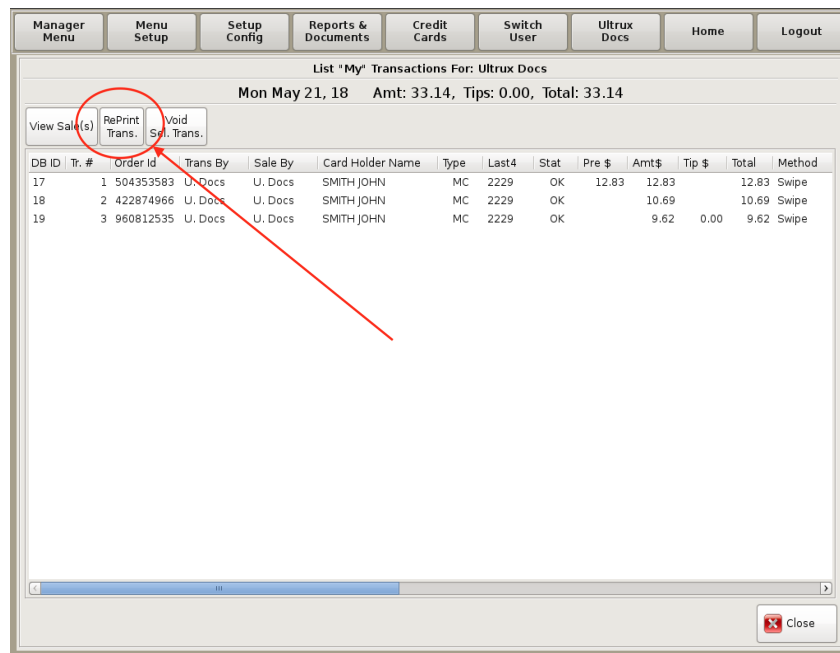 Manager Menu Setup Reports & Credit Switch Ultrux Home Logout
Menu Setup Config Documents Cards User Docs
List "My" Transactions For: Ultrux Docs
Mon May 21, 18 Amt: 33.14, Tips: 0.00, Total: 33.14
View Sale(s) RePrint Void
Trans. Sel. Trans.
DB ID Tr. # Order Id Trans By Sale By Card Holder Name Type Last4 Stat Pre $ Amt$ Tip $ Total Method
17 1 504353583 U. Docs U. Docs SMITH JOHN MC 2229 OK 12.83 12.83 12.83 Swipe
18 2 422874966 U. Docs U. Docs SMITH JOHN MC 2229 OK 10.69 10.69 Swipe
19 3 960812535 U. Docs U. Docs SMITH JOHN MC 2229 OK 9.62 0.00 9.62 Swipe
Close